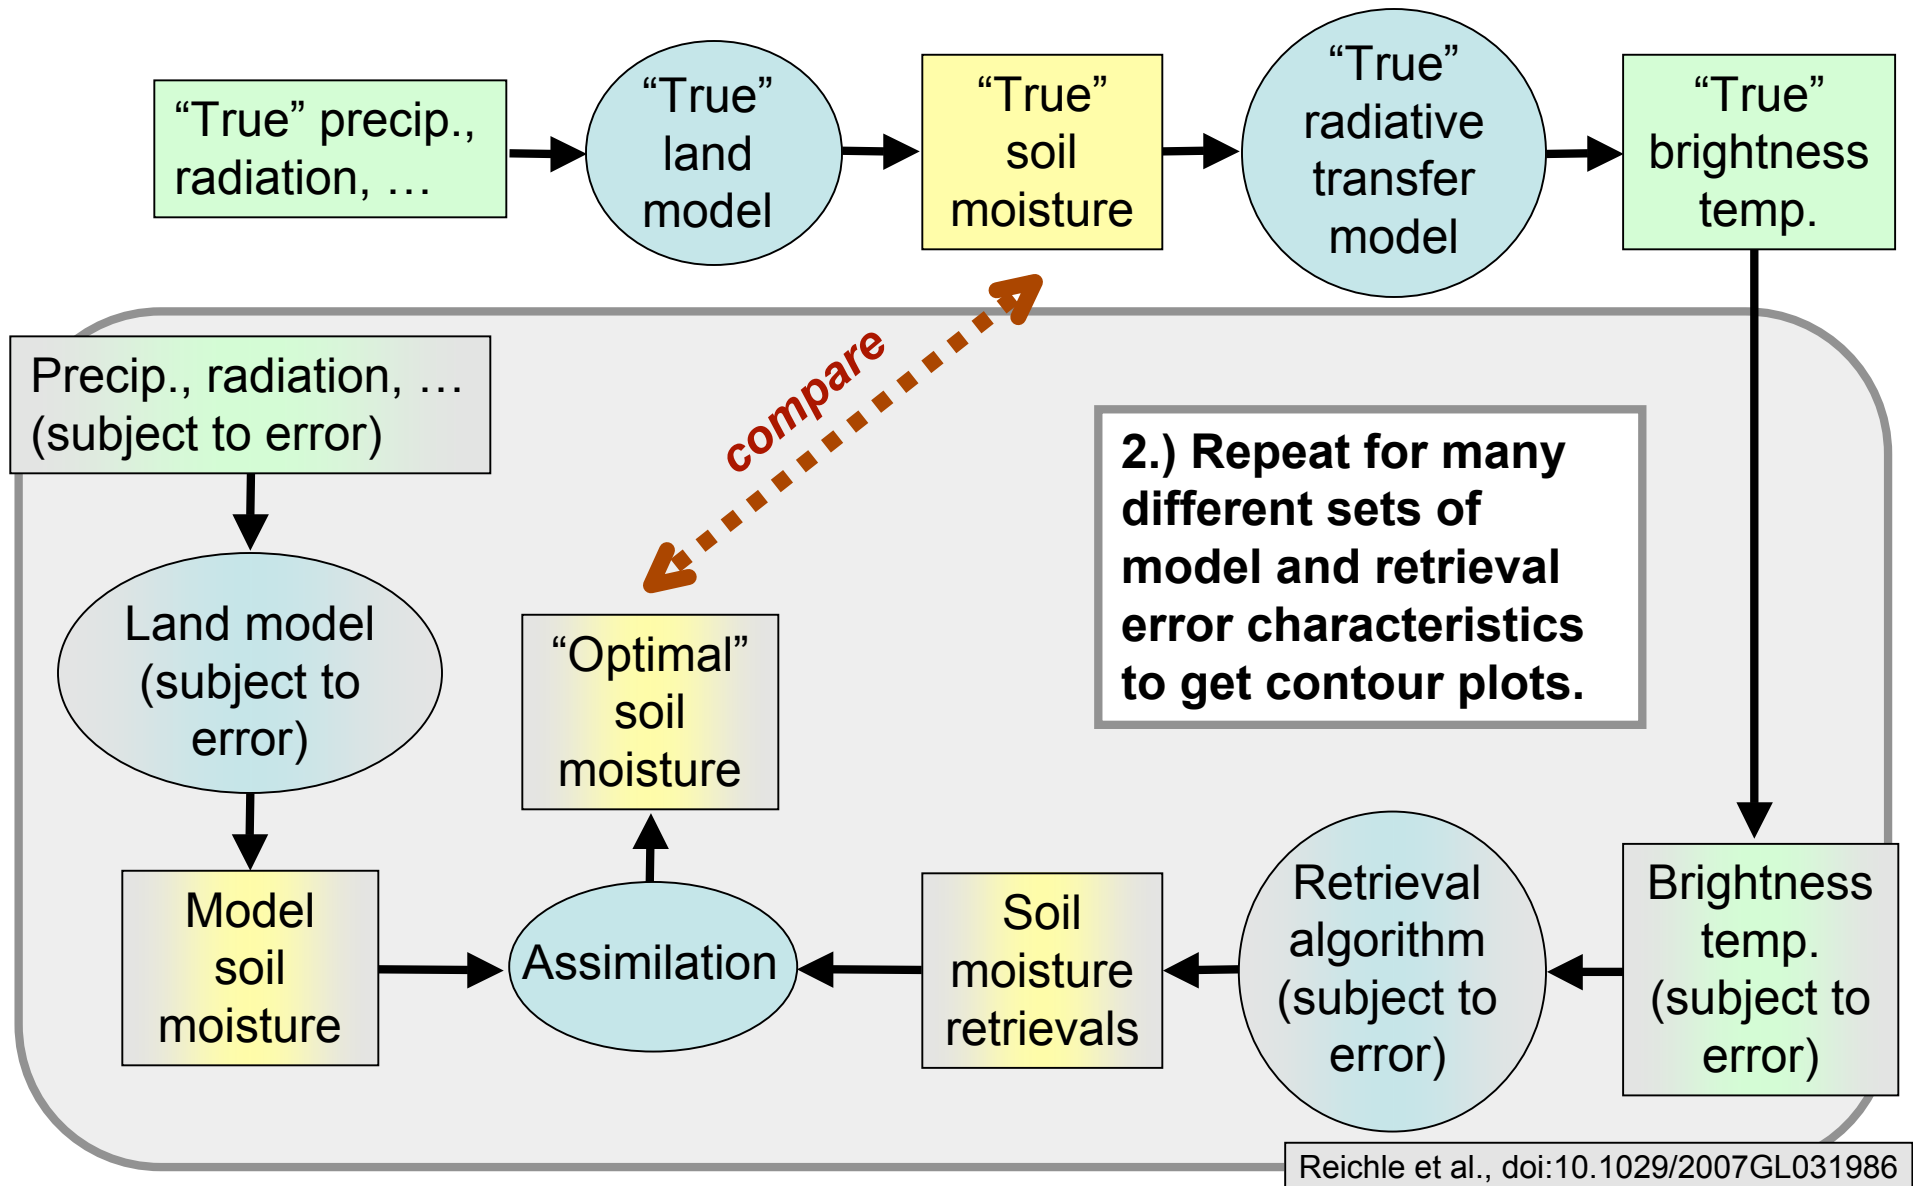 “True” precip.,
radiation, …
“True”
land
model
“True”
soil
moisture
“True”
radiative
transfer
model
“True”
brightness
temp.
compare
Precip., radiation, …
(subject to error)
2.) Repeat for many
different sets of
model and retrieval
error characteristics
to get contour plots.
Land model
(subject to
error)
“Optimal”
soil
moisture
Model
soil
moisture
Assimilation
Soil
moisture
retrievals
Retrieval
algorithm
(subject to
error)
Brightness
temp.
(subject to
error)
Reichle et al., doi:10.1029/2007GL031986